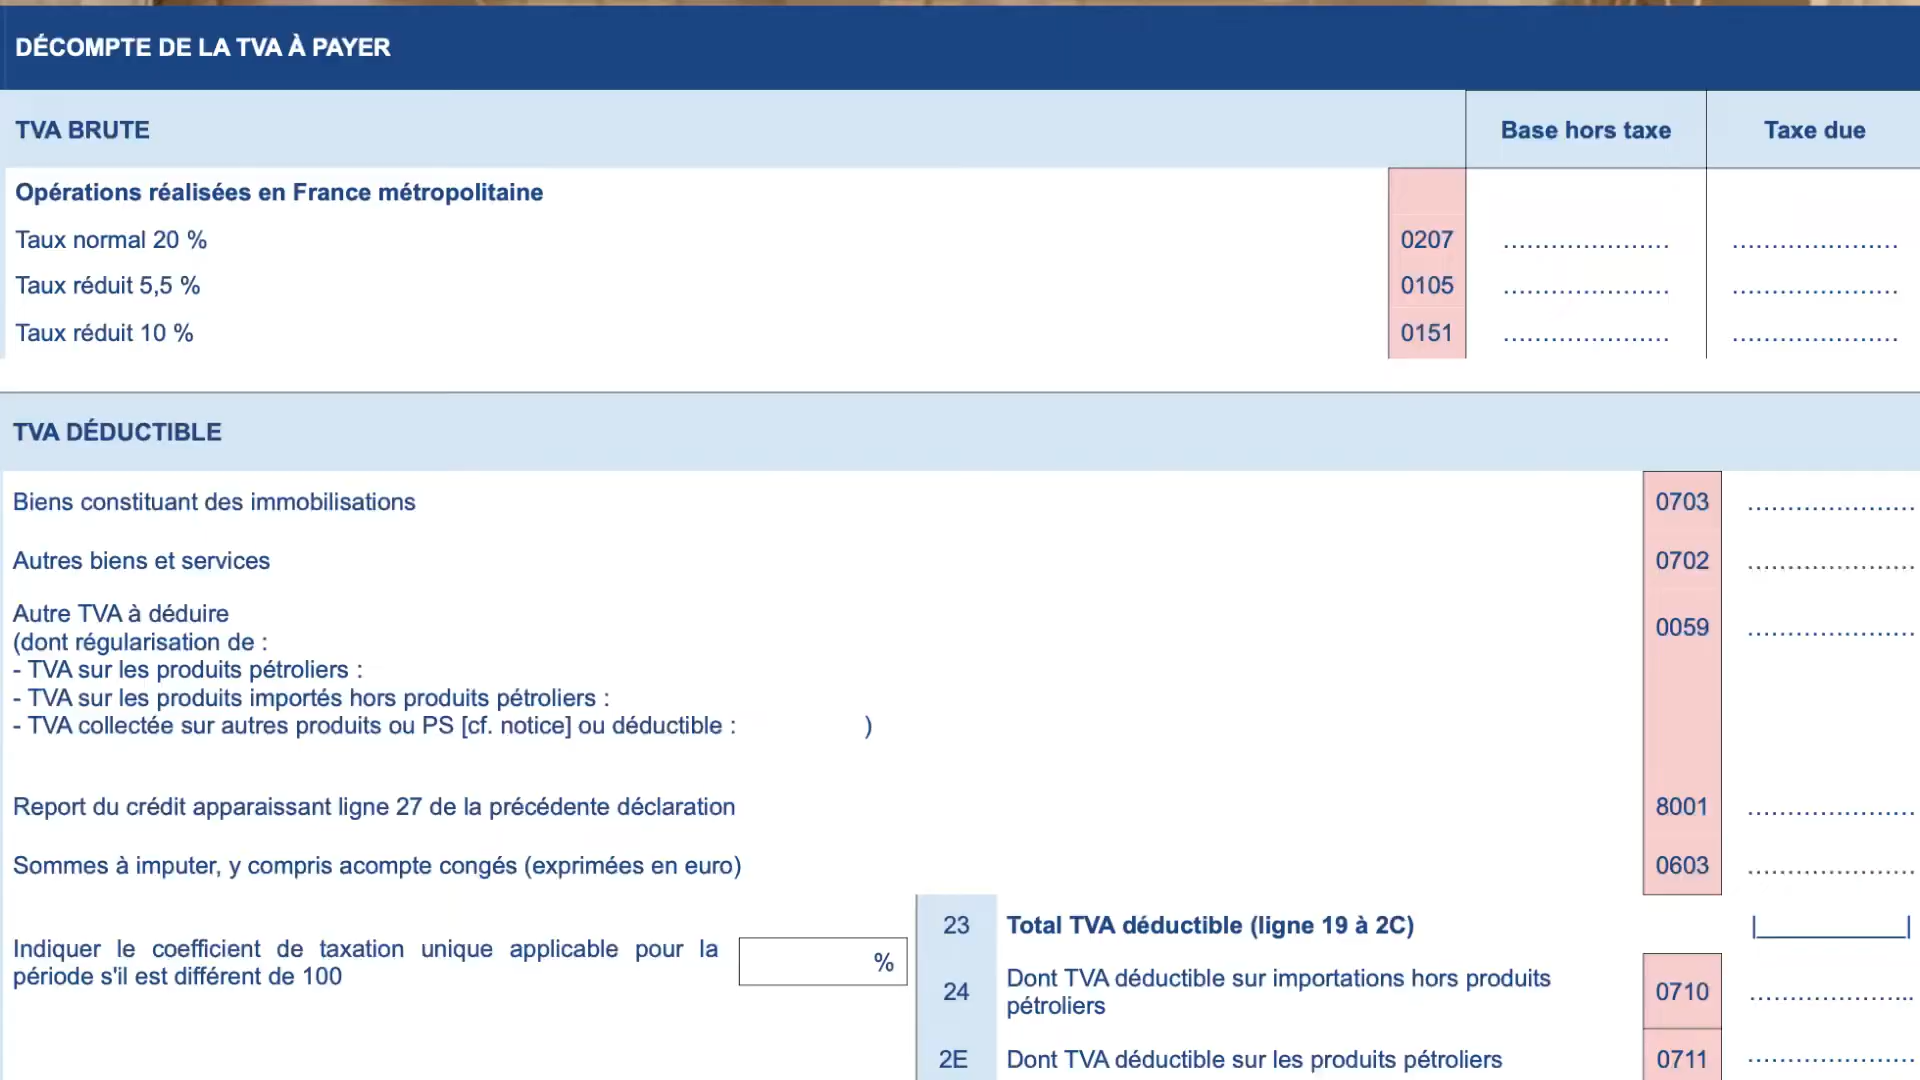 DÉCOMPTE DE LA TVA À PAYER
TVA BRUTE Base hors taxe Taxe due
Opérations réalisées en France métropolitaine
Taux normal 20 % 0207 ..................... .....................
Taux réduit 5,5 % 0105 ..................... .....................
Taux réduit 10 % 0151 ..................... .....................
TVA DÉDUCTIBLE
Biens constituant des immobilisations 0703 .....................
Autres biens et services 0702 .....................
Autre TVA à déduire
(dont régularisation de : 0059 .....................
- TVA sur les produits pétroliers :
- TVA sur les produits importés hors produits pétroliers :
- TVA collectée sur autres produits ou PS [cf. notice] ou déductible : )
Report du crédit apparaissant ligne 27 de la précédente déclaration 8001 .....................
Sommes à imputer, y compris acompte congés (exprimées en euro) 0603 .....................
23 Total TVA déductible (ligne 19 à 2C) |___________|
Indiquer le coefficient de taxation unique applicable pour la
période s'il est différent de 100 %
24 Dont TVA déductible sur importations hors produits
pétroliers 0710 .....................
2E Dont TVA déductible sur les produits pétroliers 0711 .....................